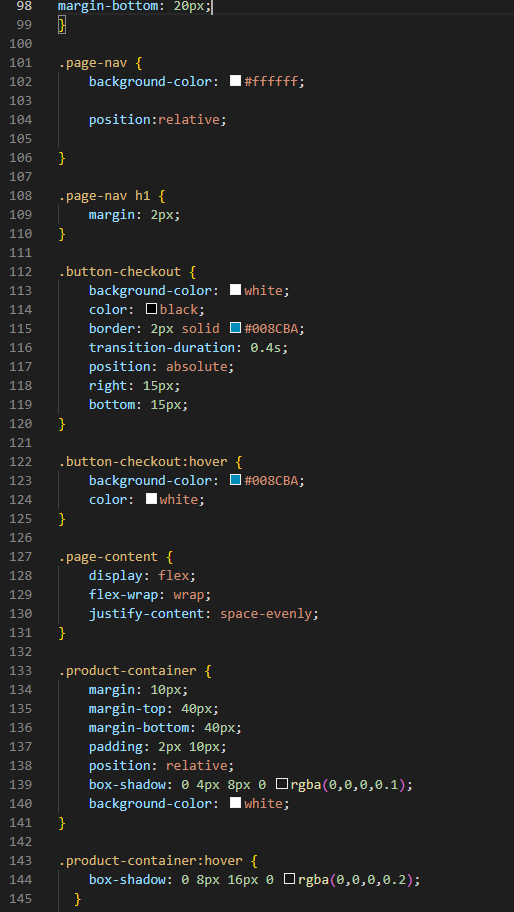 98 margin-bottom: 20px;
99 }
100
101 .page-nav {
102     background-color: #ffffff;
103
104     position:relative;
105
106 }
107
108 .page-nav h1 {
109     margin: 2px;
110 }
111
112 .button-checkout {
113     background-color: white;
114     color: black;
115     border: 2px solid #008CBA;
116     transition-duration: 0.4s;
117     position: absolute;
118     right: 15px;
119     bottom: 15px;
120 }
121
122 .button-checkout:hover {
123     background-color: #008CBA;
124     color: white;
125 }
126
127 .page-content {
128     display: flex;
129     flex-wrap: wrap;
130     justify-content: space-evenly;
131 }
132
133 .product-container {
134     margin: 10px;
135     margin-top: 40px;
136     margin-bottom: 40px;
137     padding: 2px 10px;
138     position: relative;
139     box-shadow: 0 4px 8px 0 rgba(0,0,0,0.1);
140     background-color: white;
141 }
142
143 .product-container:hover {
144     box-shadow: 0 8px 16px 0 rgba(0,0,0,0.2);
145   }